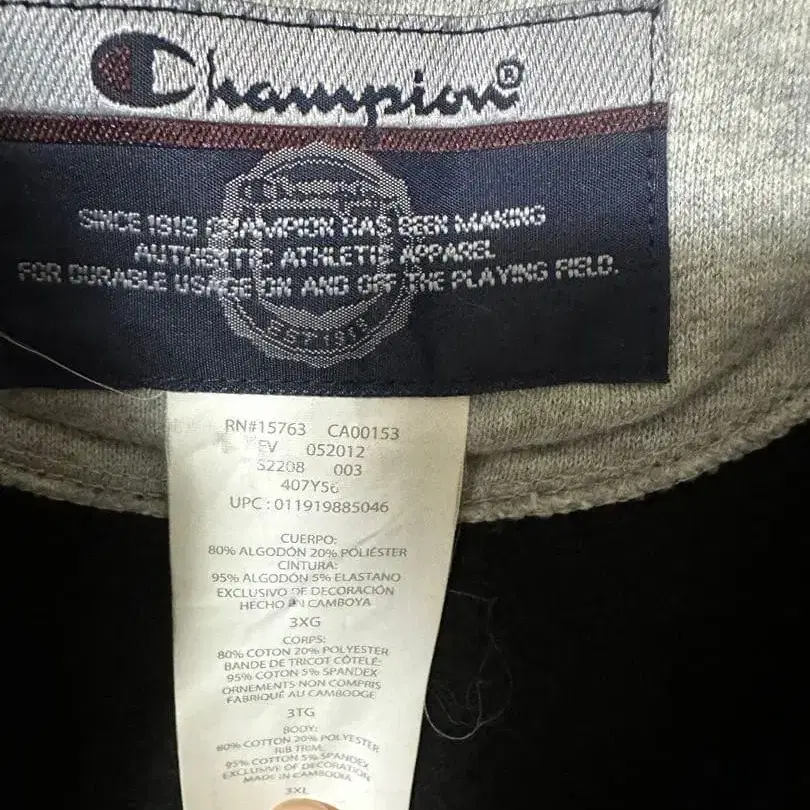 Champion®
SINCE 1919 CHAMPION HAS BEEN MAKING
AUTHENTIC ATHLETIC APPAREL
FOR DURABLE USAGE ON AND OFF THE PLAYING FIELD.
EST 1919
RN#15763 CA00153
052012
S2208 003
407Y56
UPC : 011919885046
CUERPO:
80% ALGODÓN 20% POLIÉSTER
CINTURA:
95% ALGODÓN 5% ELASTANO
EXCLUSIVO DE DECORACIÓN
HECHO EN CAMBOYA
3XG
CORPS:
80% COTON 20% POLYESTER
BANDE DE TRICOT CÔTELÉ:
95% COTON 5% SPANDEX
ORNEMENTS NON COMPRIS
FABRIQUÉ AU CAMBODGE
3TG
BODY:
80% COTTON 20% POLYESTER
RIB TRIM:
95% COTTON 5% SPANDEX
EXCLUSIVE OF DECORATION
MADE IN CAMBODIA
3XL